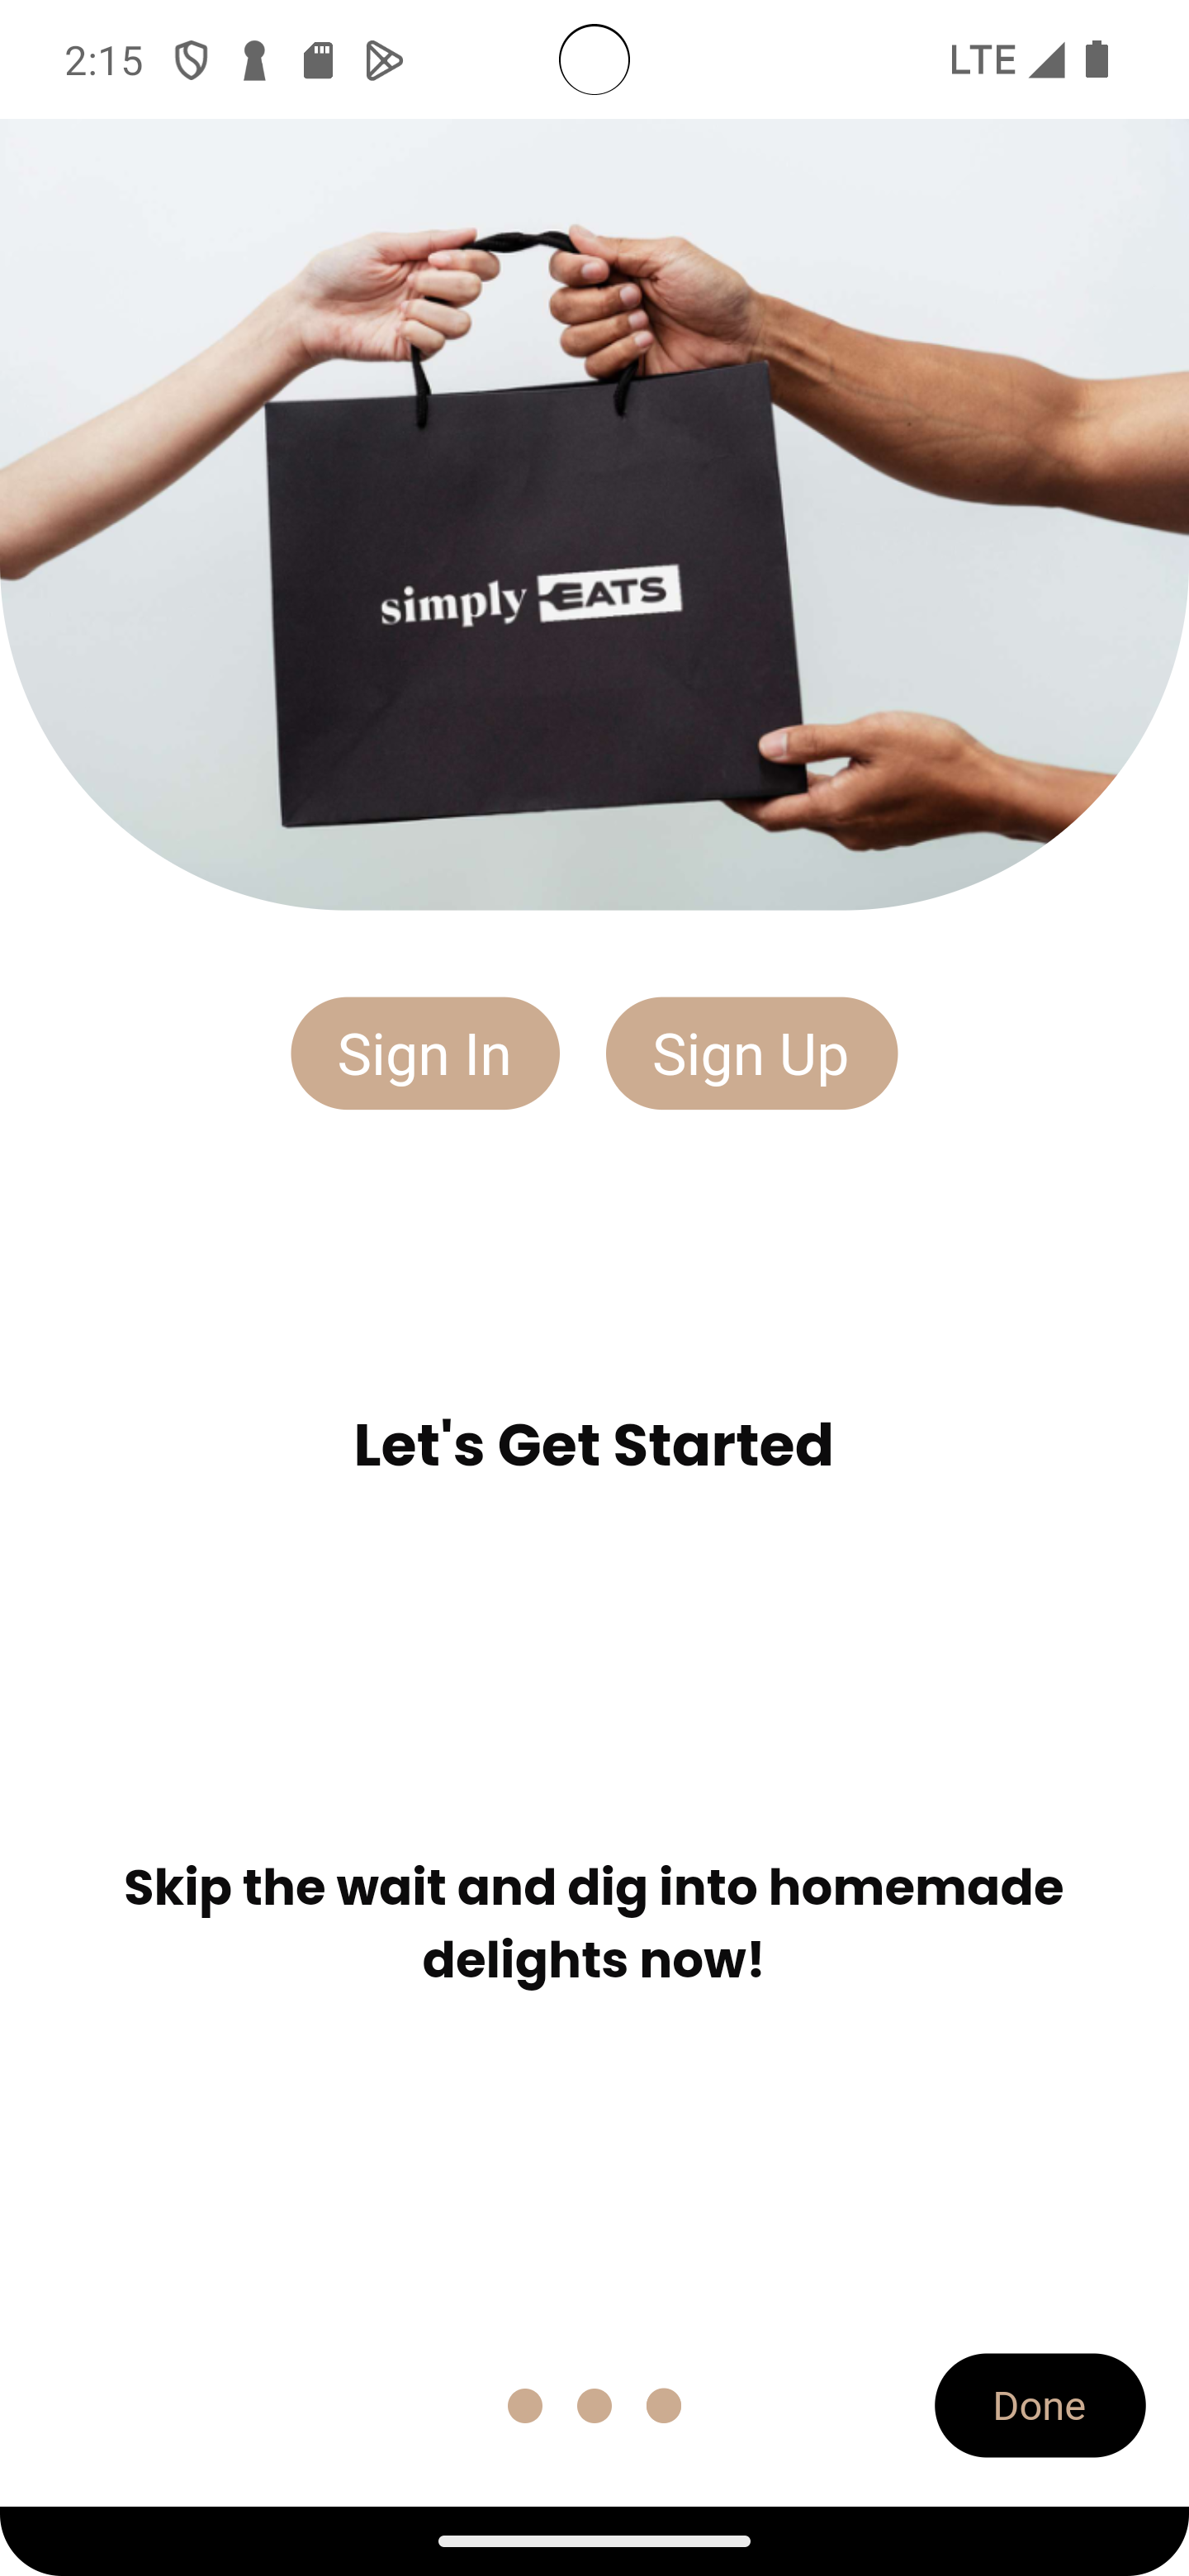 2:15
LTE
simply EATS
Sign In
Sign Up
Let's Get Started
Skip the wait and dig into homemade
delights now!
Done